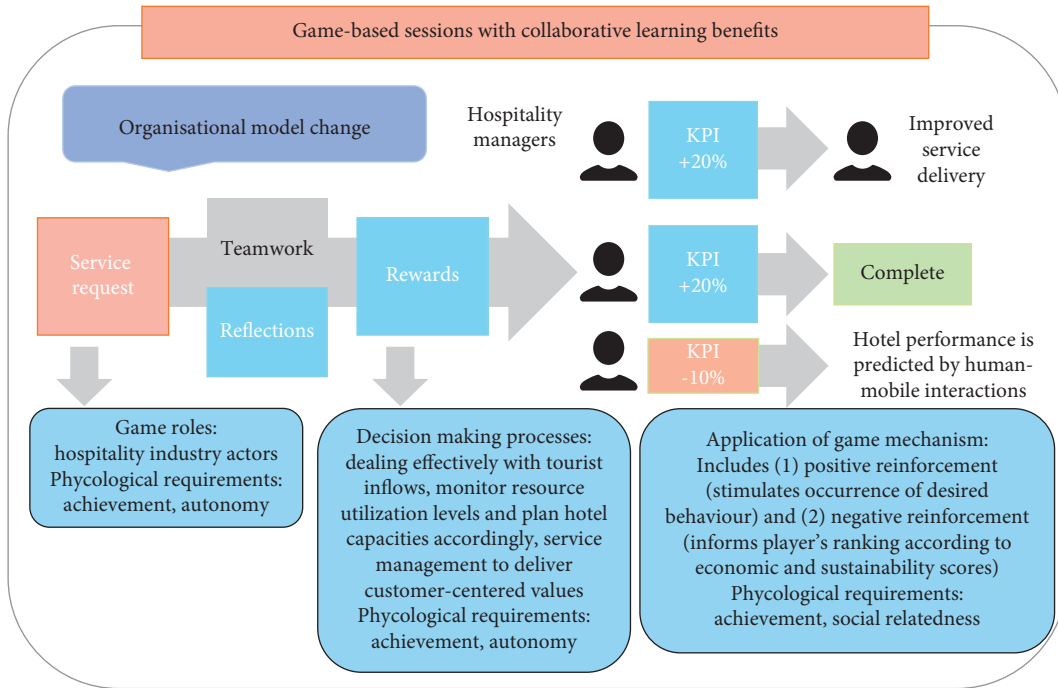 Game-based sessions with collaborative learning benefits
Organisational model change
Hospitality
managers
KPI
+20%
Improved
service
delivery
Service
request
Teamwork
Reflections
Rewards
KPI
+20%
Complete
KPI
-10%
Hotel performance is
predicted by human-
mobile interactions
Game roles:
hospitality industry actors
Phycological requirements:
achievement, autonomy
Decision making processes:
dealing effectively with tourist
inflows, monitor resource
utilization levels and plan hotel
capacities accordingly, service
management to deliver
customer-centered values
Phycological requirements:
achievement, autonomy
Application of game mechanism:
Includes (1) positive reinforcement
(stimulates occurrence of desired
behaviour) and (2) negative reinforcement
(informs player's ranking according to
economic and sustainability scores)
Phycological requirements:
achievement, social relatedness